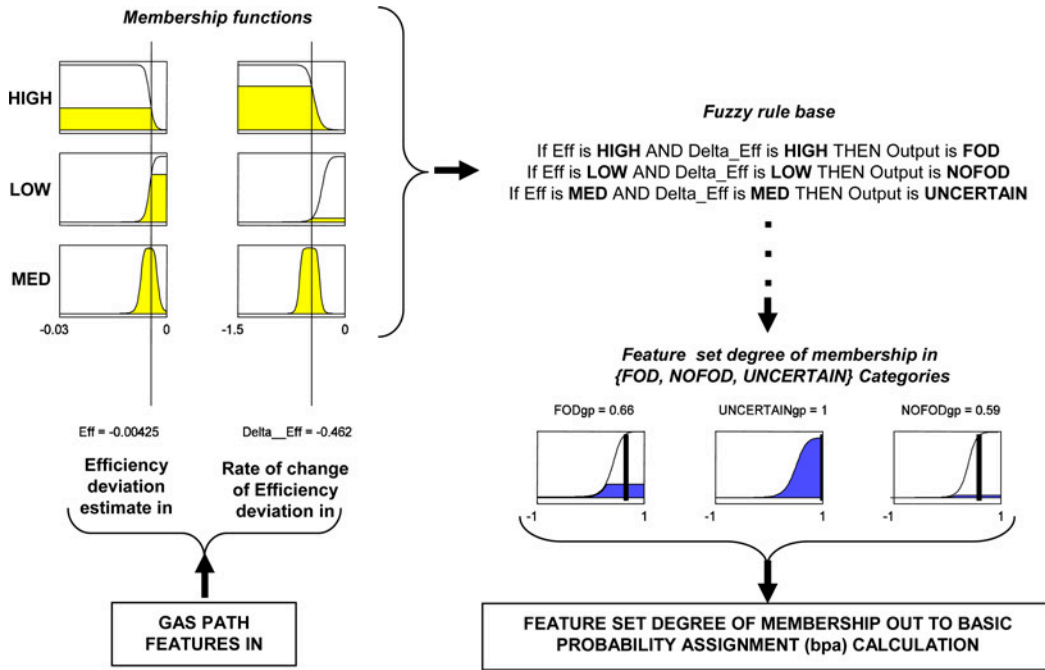 Membership functions
HIGH
LOW
MED
-0.03 0
-1.5 0
Eff = -0.00425
Delta__Eff = -0.462
Efficiency
deviation
estimate in
Rate of change
of Efficiency
deviation in
GAS PATH
FEATURES IN
Fuzzy rule base
If Eff is HIGH AND Delta_Eff is HIGH THEN Output is FOD
If Eff is LOW AND Delta_Eff is LOW THEN Output is NOFOD
If Eff is MED AND Delta_Eff is MED THEN Output is UNCERTAIN
Feature set degree of membership in
{FOD, NOFOD, UNCERTAIN} Categories
FODgp = 0.66
UNCERTAINgp = 1
NOFODgp = 0.59
-1 1
-1 1
-1 1
FEATURE SET DEGREE OF MEMBERSHIP OUT TO BASIC
PROBABILITY ASSIGNMENT (bpa) CALCULATION